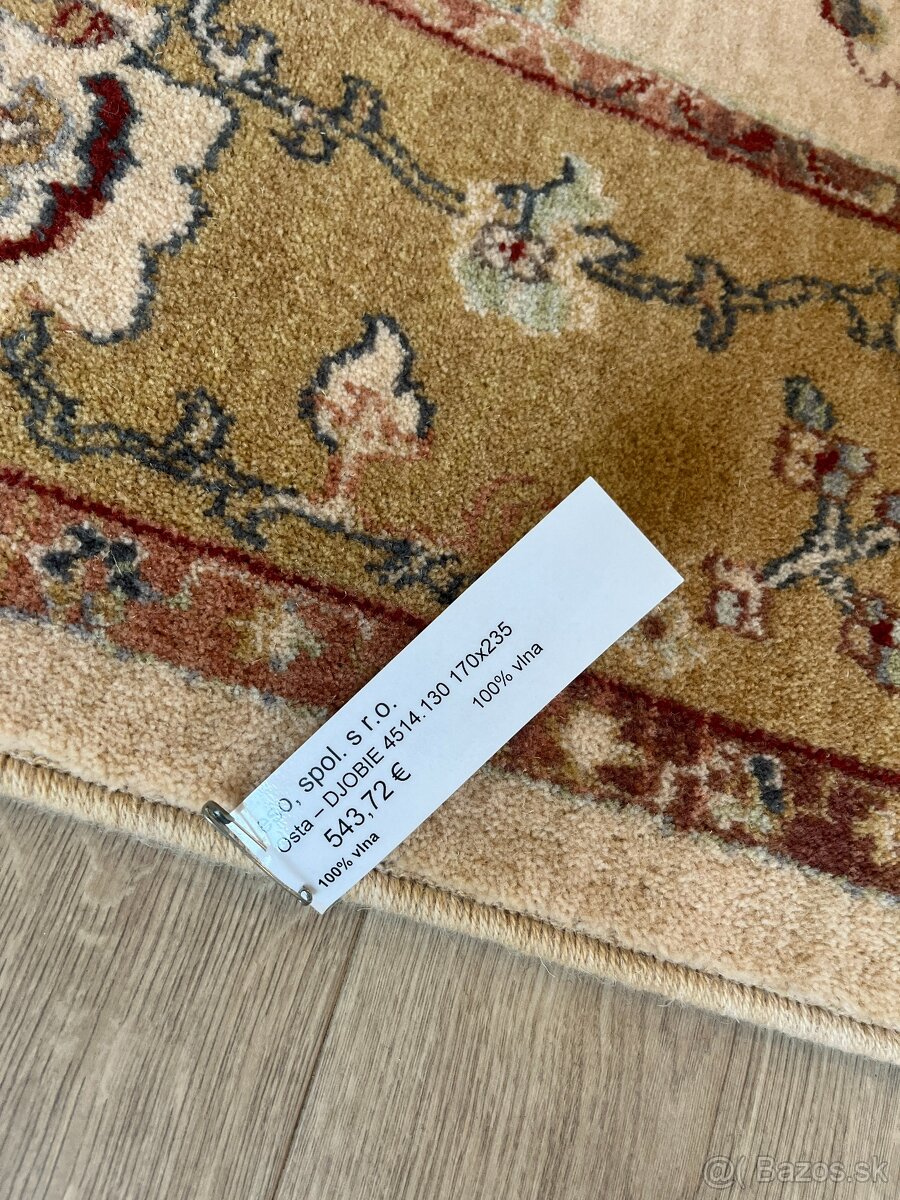 spol. s r.o.
Osta – DJOBIE 4514.130 170x235
543,72 €
100% vlna
100% vlna
@( Bazos.sk